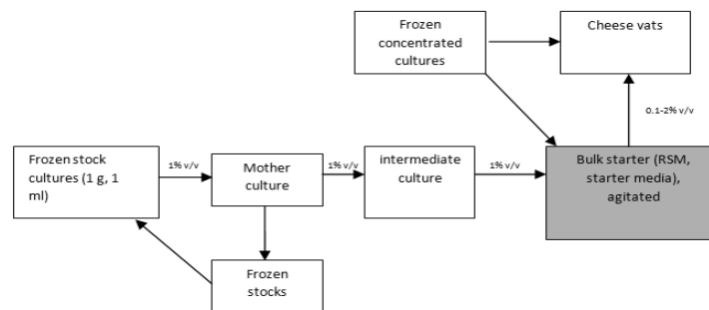 Frozen
concentrated
cultures
Cheese vats
0.1-2% v/v
Frozen stock
cultures (1 g, 1
ml)
1% v/v
Mother
culture
1% v/v
intermediate
culture
1% v/v
Bulk starter (RSM,
starter media),
agitated
Frozen
stocks